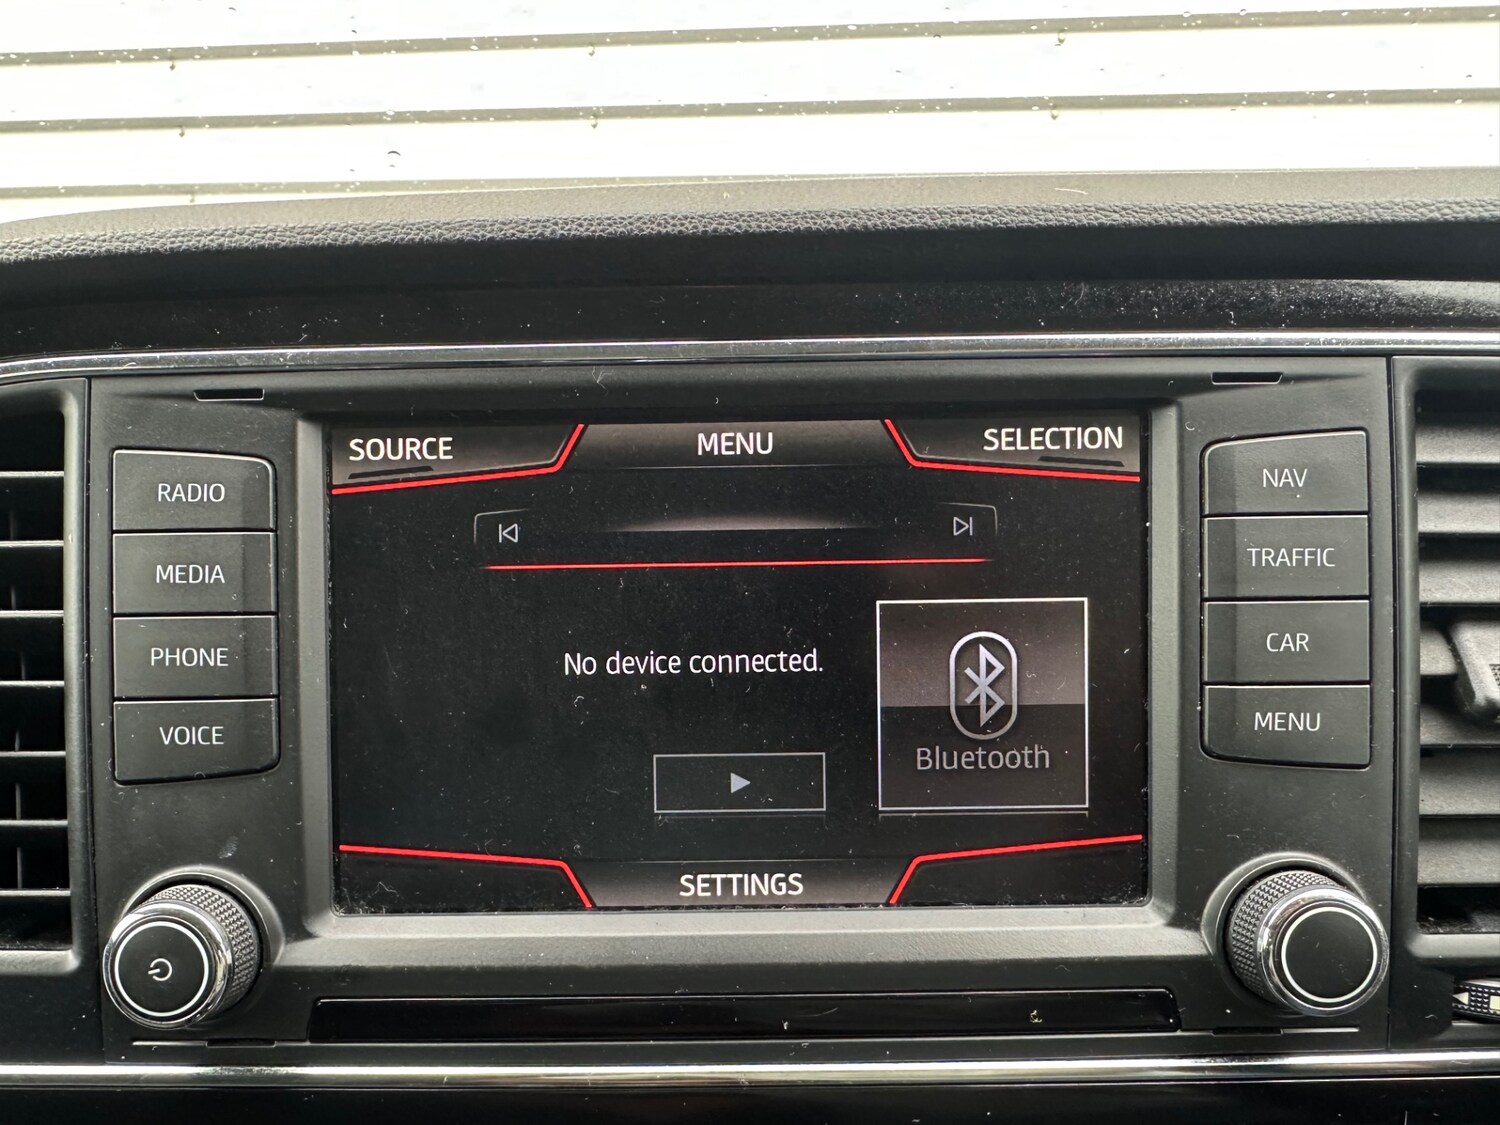 SOURCE
MENU
SELECTION
RADIO
MEDIA
PHONE
VOICE
No device connected.
Bluetooth
SETTINGS
NAV
TRAFFIC
CAR
MENU